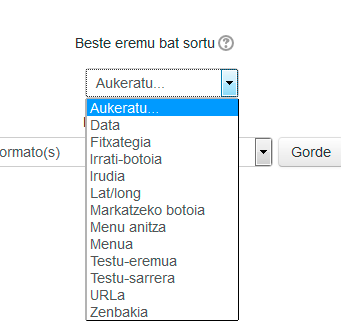 Beste eremu bat sortu
Aukeratu...
Aukeratu...
Data
Fitxategia
Irrati-botoia
ormato(s)
Gorde
Irudia
Lat/long
Markatzeko botoia
Menu anitza
Menua
Testu-eremua
Testu-sarrera
URLa
Zenbakia